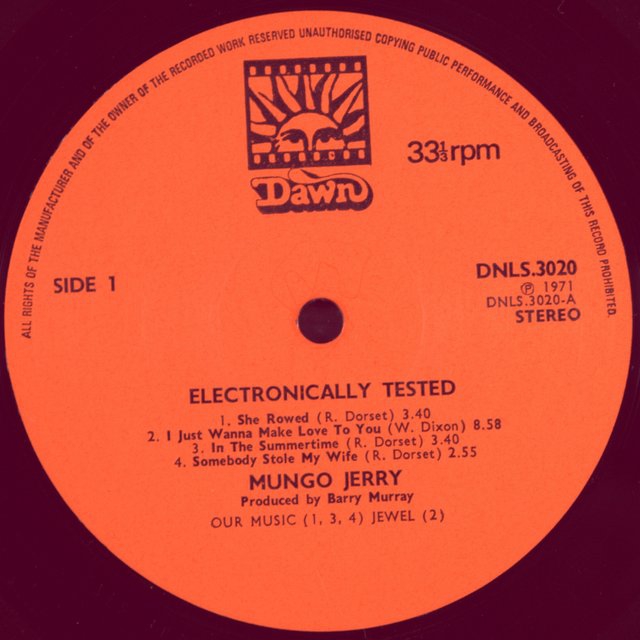 ALL RIGHTS OF THE MANUFACTURER AND OF THE OWNER OF THE RECORDED WORK RESERVED UNAUTHORISED COPYING PUBLIC PERFORMANCE AND BROADCASTING OF THIS RECORD PROHIBITED.
Dawn
33⅓rpm
SIDE 1
DNLS.3020
Ⓟ 1971
DNLS.3020-A
STEREO
ELECTRONICALLY TESTED
1. She Rowed (R. Dorset) 3.40
2. I Just Wanna Make Love To You (W. Dixon) 8.58
3. In The Summertime (R. Dorset) 3.40
4. Somebody Stole My Wife (R. Dorset) 2.55
MUNGO JERRY
Produced by Barry Murray
OUR MUSIC (1, 3, 4) JEWEL (2)